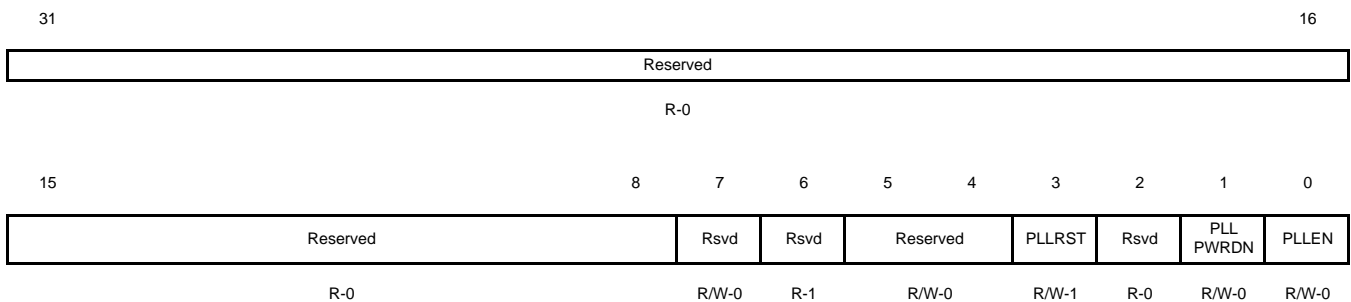 31 16
Reserved
R-0
15 8 7 6 5 4 3 2 1 0
Reserved Rsvd Rsvd Reserved PLLRST Rsvd PLL PWRDN PLLEN
R-0 R/W-0 R-1 R/W-0 R/W-1 R-0 R/W-0 R/W-0